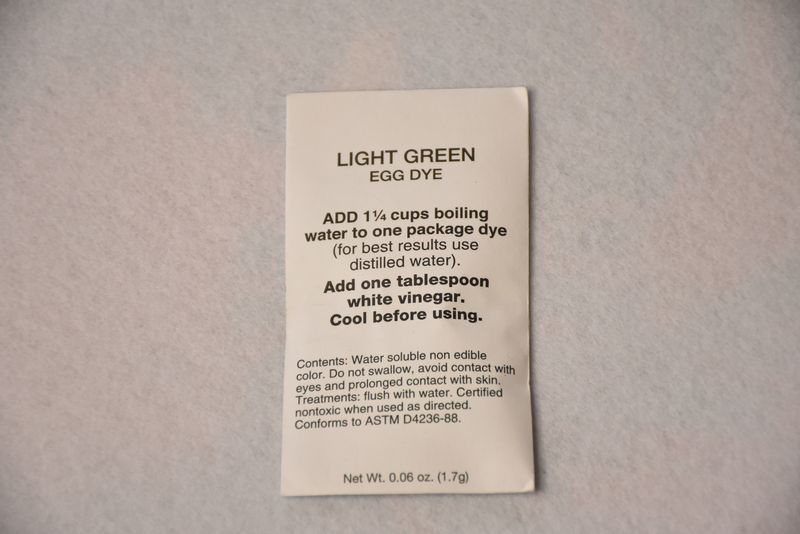 LIGHT GREEN
EGG DYE
ADD 1¼ cups boiling
water to one package dye
(for best results use
distilled water).
Add one tablespoon
white vinegar.
Cool before using.
Contents: Water soluble non edible
color. Do not swallow, avoid contact with
eyes and prolonged contact with skin.
Treatments: flush with water. Certified
nontoxic when used as directed.
Conforms to ASTM D4236-88.
Net Wt. 0.06 oz. (1.7g)